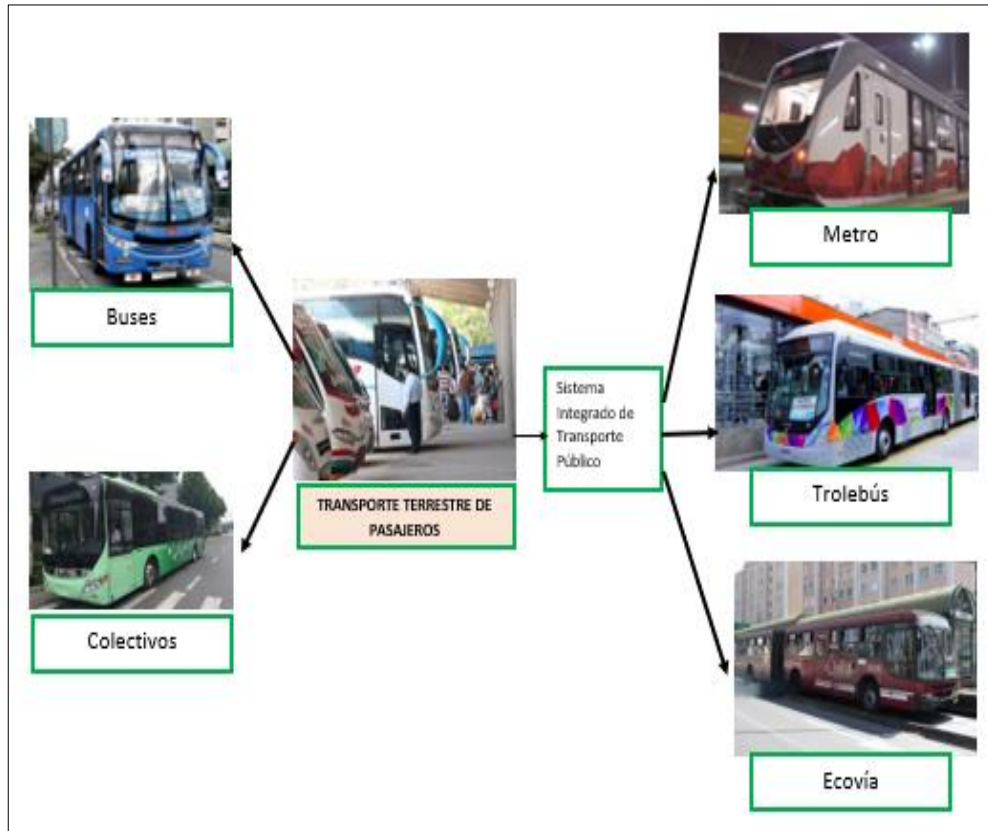 Metro
Buses
Sistema
Integrado de
Transporte
Público
TRANSPORTE TERRESTRE DE
PASAJEROS
Trolebús
Colectivos
Ecovía